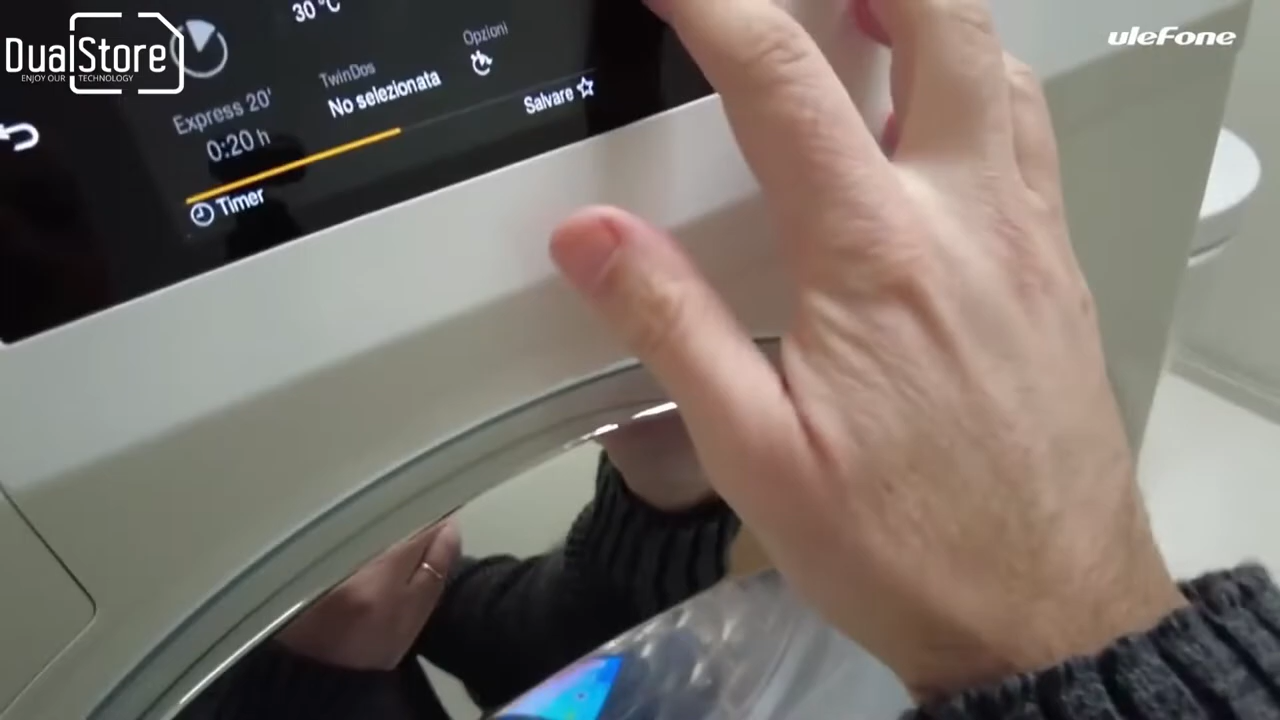 DualStore
ENJOY OUR TECHNOLOGY
uleFone
30 °C
Opzioni
TwinDos
No selezionata
Salvare
Express 20'
0:20 h
Timer